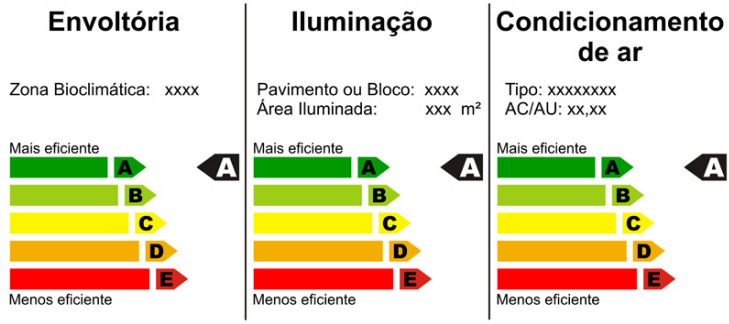 Envoltória
Zona Bioclimática: xxxx
Mais eficiente
A
A
B
C
D
E
Menos eficiente
Iluminação
Pavimento ou Bloco: xxxx
Área Iluminada: xxx m²
Mais eficiente
A
A
B
C
D
E
Menos eficiente
Condicionamento
de ar
Tipo: xxxxxxxx
AC/AU: xx,xx
Mais eficiente
A
A
B
C
D
E
Menos eficiente